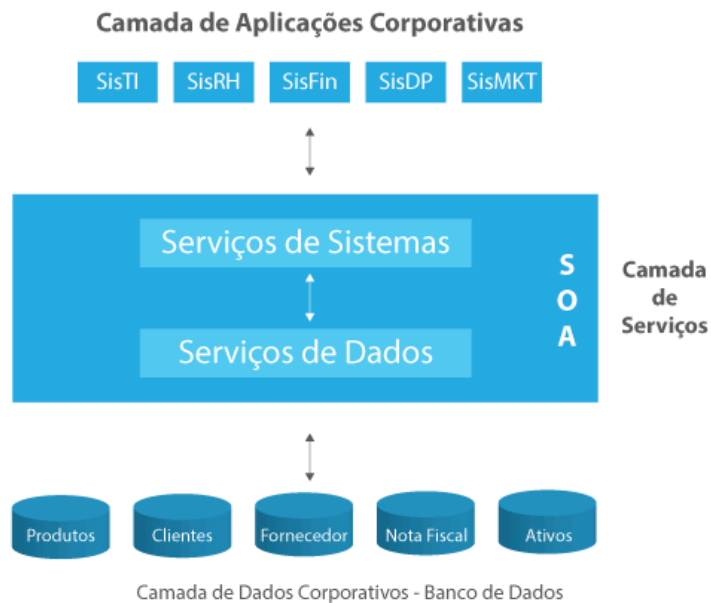 Camada de Aplicações Corporativas
SisTI SisRH SisFin SisDP SisMKT
Serviços de Sistemas
Serviços de Dados
S
O
A
Camada
de
Serviços
Produtos Clientes Fornecedor Nota Fiscal Ativos
Camada de Dados Corporativos - Banco de Dados